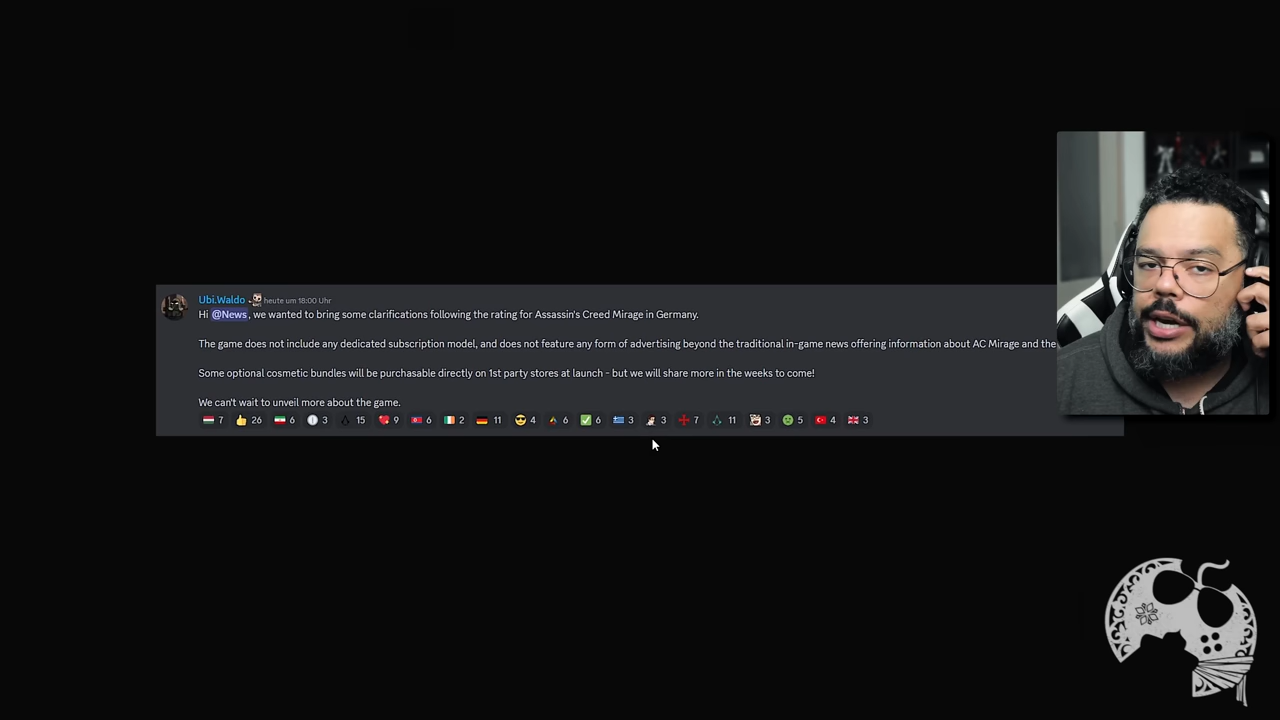 Ubi.Waldo heute um 18:00 Uhr
Hi @News, we wanted to bring some clarifications following the rating for Assassin's Creed Mirage in Germany.
The game does not include any dedicated subscription model, and does not feature any form of advertising beyond the traditional in-game news offering information about AC Mirage and the
Some optional cosmetic bundles will be purchasable directly on 1st party stores at launch - but we will share more in the weeks to come!
We can't wait to unveil more about the game.
7 26 6 3 15 9 6 2 11 4 6 6 3 3 7 11 3 5 4 3